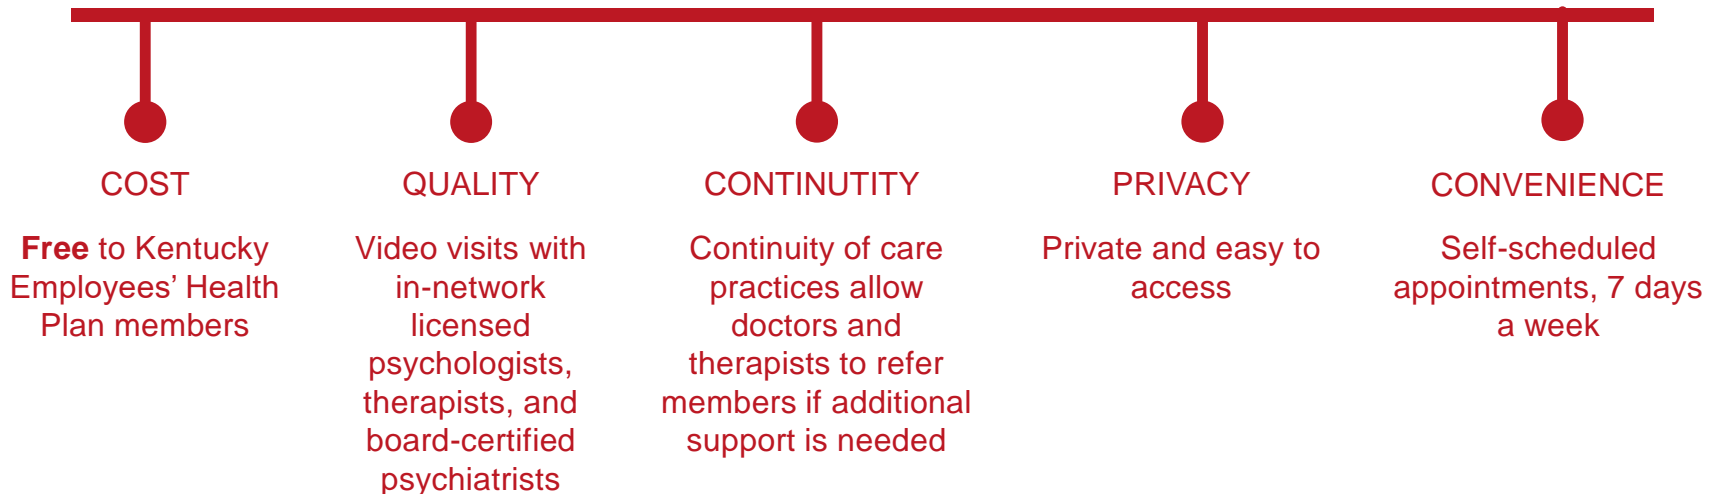 COST
Free to Kentucky
Employees’ Health
Plan members
QUALITY
Video visits with
in-network
licensed
psychologists,
therapists, and
board-certified
psychiatrists
CONTINUTITY
Continuity of care
practices allow
doctors and
therapists to refer
members if additional
support is needed
PRIVACY
Private and easy to
access
CONVENIENCE
Self-scheduled
appointments, 7 days
a week